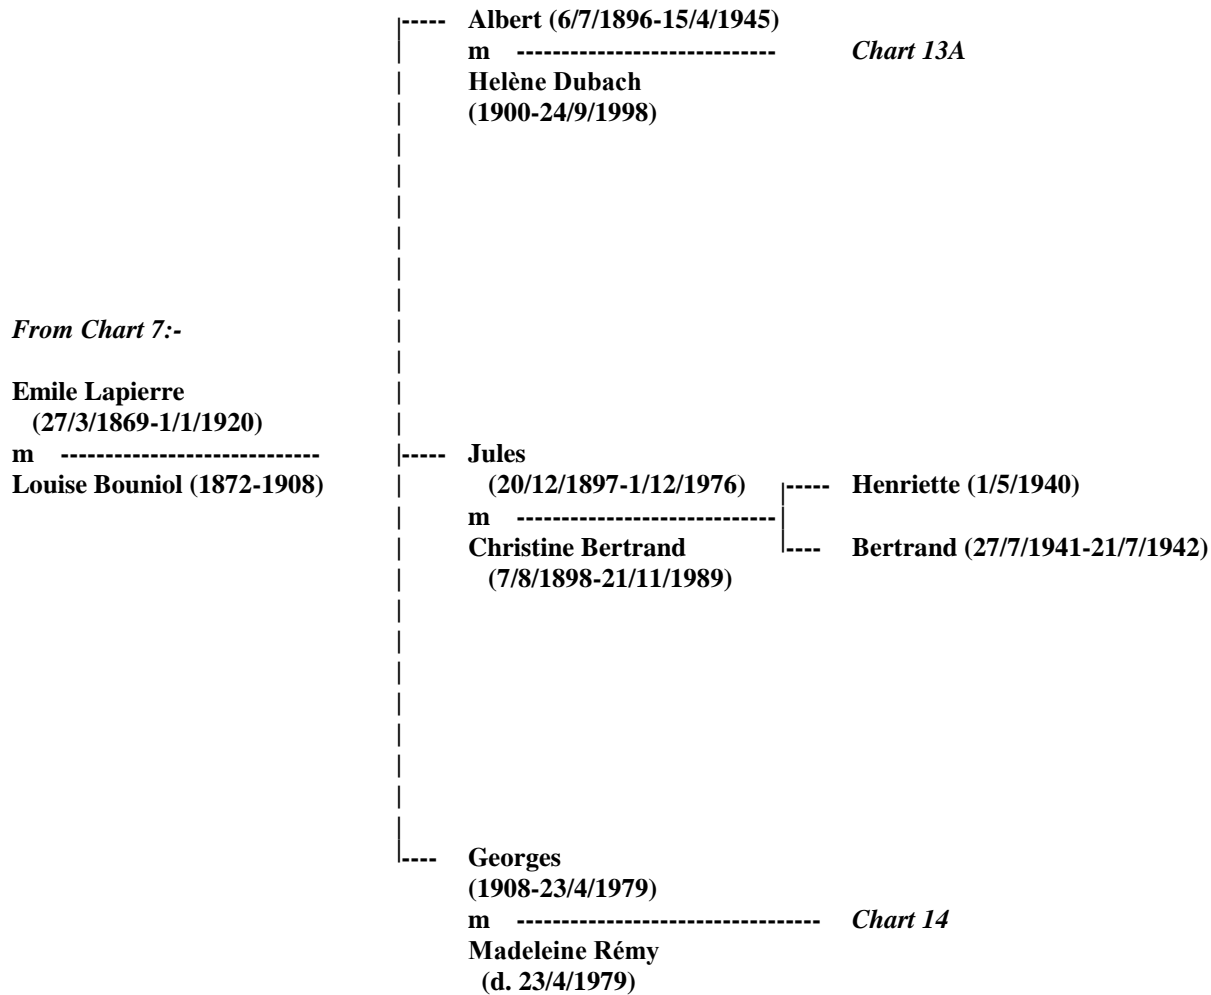 Albert (6/7/1896-15/4/1945)
m ---------------------------- Chart 13A
Helène Dubach
(1900-24/9/1998)
From Chart 7:-
Emile Lapierre
(27/3/1869-1/1/1920)
m ----------------------------
Louise Bouniol (1872-1908)
Jules
(20/12/1897-1/12/1976)
m ----------------------------
Christine Bertrand
(7/8/1898-21/11/1989)
Henriette (1/5/1940)
Bertrand (27/7/1941-21/7/1942)
Georges
(1908-23/4/1979)
m --------------------------------- Chart 14
Madeleine Rémy
(d. 23/4/1979)